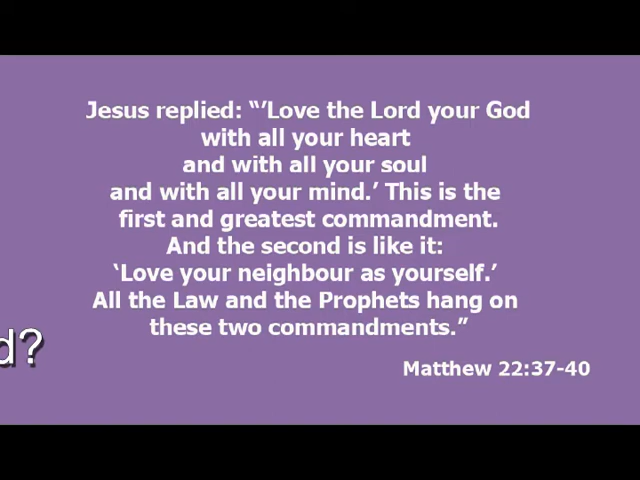 Jesus replied: “’Love the Lord your God
with all your heart
and with all your soul
and with all your mind.’ This is the
first and greatest commandment.
And the second is like it:
‘Love your neighbour as yourself.’
All the Law and the Prophets hang on
these two commandments.”
d?
Matthew 22:37-40